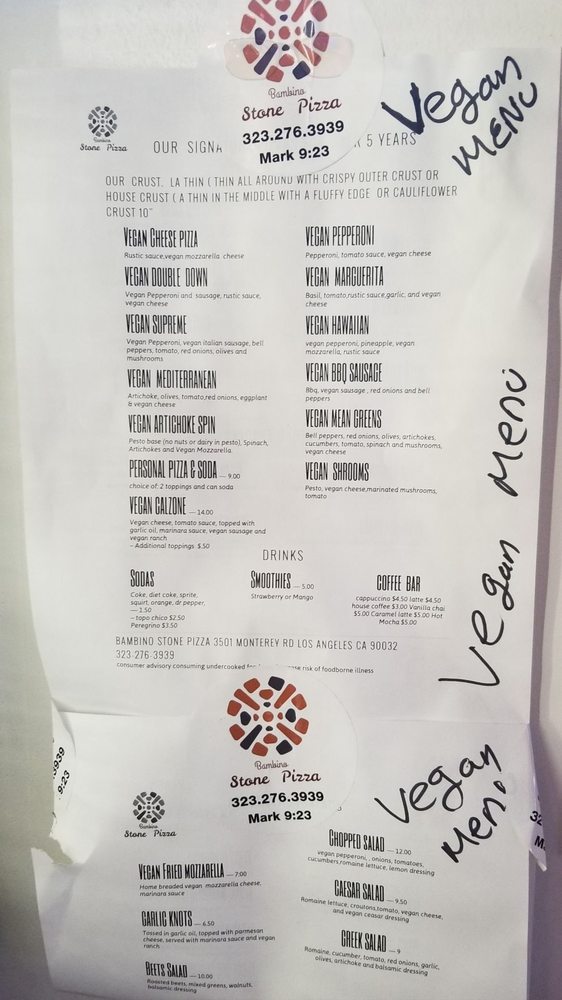 Bambino
Stone Pizza
323.276.3939
Mark 9:23
Vegan
MENU
Bambino
Stone Pizza
OUR SIGNA
R 5 YEARS
OUR CRUST. LA THIN ( THIN ALL AROUND WITH CRISPY OUTER CRUST OR
HOUSE CRUST ( A THIN IN THE MIDDLE WITH A FLUFFY EDGE OR CAULIFLOWER
CRUST 10"
VEGAN CHEESE PIZZA
Rustic sauce,vegan mozzarella cheese
VEGAN DOUBLE DOWN
Vegan Pepperoni and sausage, rustic sauce,
vegan cheese
VEGAN SUPREME
Vegan Pepperoni, vegan italian sausage, bell
peppers, tomato, red onions, olives and
mushrooms
VEGAN MEDITERRANEAN
Artichoke, olives, tomato,red onions, eggplant
& vegan cheese
VEGAN ARTICHOKE SPIN
Pesto base (no nuts or dairy in pesto), Spinach,
Artichokes and Vegan Mozzarella.
PERSONAL PIZZA & SODA — 9.00
choice of: 2 toppings and can soda
VEGAN CALZONE — 14.00
Vegan cheese, tomato sauce, topped with
garlic oil, marinara sauce, vegan sausage and
vegan ranch
– Additional toppings $.50
VEGAN PEPPERONI
Pepperoni, tomato sauce, vegan cheese
VEGAN MARGUERITA
Basil, tomato,rustic sauce,garlic, and vegan
cheese
VEGAN HAWAIIAN
vegan pepperoni, pineapple, vegan
mozzarella, rustic sauce
VEGAN BBQ SAUSAGE
Bbq, vegan sausage , red onions and bell
peppers
VEGAN MEAN GREENS
Bell peppers, red onions, olives, artichokes,
cucumbers, tomato, spinach and mushrooms,
vegan cheese
VEGAN SHROOMS
Pesto, vegan cheese,marinated mushrooms,
tomato
Vegan Menu
DRINKS
SODAS
Coke, diet coke, sprite,
squirt, orange, dr pepper,
— 1.50
– topo chico $2.50
Peregrino $3.50
SMOOTHIES — 5.00
Strawberry or Mango
COFFEE BAR
cappuccino $4.50 latte $4.50
house coffee $3.00 Vanilla chai
$5.00 Caramel latte $5.00 Hot
Mocha $5.00
BAMBINO STONE PIZZA 3501 MONTEREY RD LOS ANGELES CA 90032
323-276-3939
consumer advisory consuming undercooked risk of foodborne illness
Bambino
Stone Pizza
323.276.3939
Mark 9:23
Vegan
Menu
3939
9:23
Bambino
Stone Pizza
VEGAN FRIED MOZZARELLA — 7:00
Home breaded vegan mozzarella cheese,
marinara sauce
GARLIC KNOTS — 6.50
Tossed in garlic oil, topped with parmesan
cheese, served with marinara sauce and vegan
ranch
BEETS SALAD — 10.00
Roasted beets, mixed greens, walnuts,
balsamic dressing
CHOPPED SALAD — 12.00
vegan pepperoni, , onions, tomatoes,
cucumbers,romaine lettuce, lemon dressing
CAESAR SALAD — 9.50
Romaine lettuce, croutons,tomato, vegan cheese,
and vegan ceasar dressing
GREEK SALAD — 9
Romaine, cucumber, tomato, red onions, garlic,
olives, artichoke and balsamic dressing
32
M